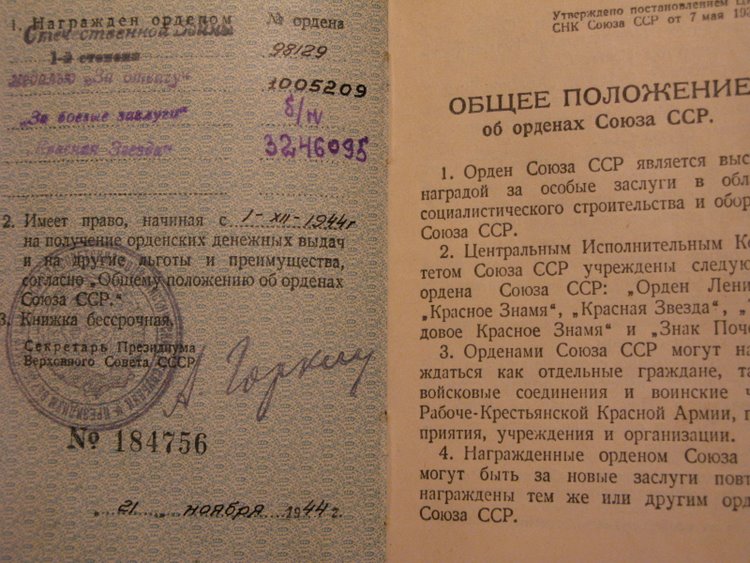 1. Награжден орденом № ордена
Отечественной Войны
1-й степени 98129
медалью „За отвагу" 1005209
„За боевые заслуги" б/н
Красная Звезда" 3246095
2. Имеет право, начиная с 1-XII-1944г
на получение орденских денежных выдач
и на другие льготы и преимущества,
согласно „Общему положению об орденах
Союза ССР."
3. Книжка бессрочная.
Секретарь Президиума
Верховного Совета СССР
А. Горкин
№ 184756
21 ноября 1944 г.
Утверждено постановлением
СНК Союза ССР от 7 мая
ОБЩЕЕ ПОЛОЖЕНИЕ
об орденах Союза ССР.
1. Орден Союза ССР является выс
наградой за особые заслуги в обл
социалистического строительства и обор
Союза ССР.
2. Центральным Исполнительным Ко
тетом Союза ССР учреждены следую
ордена Союза ССР: „Орден Лени
„Красное Знамя", „Красная Звезда", „
довое Красное Знамя" и „Знак Поче
3. Орденами Союза ССР могут на
ждаться как отдельные граждане, та
войсковые соединения и воинские ч
Рабоче-Крестьянской Красной Армии, п
приятия, учреждения и организации.
4. Награжденные орденом Союза
могут быть за новые заслуги повт
награждены тем же или другим орд
Союза ССР.